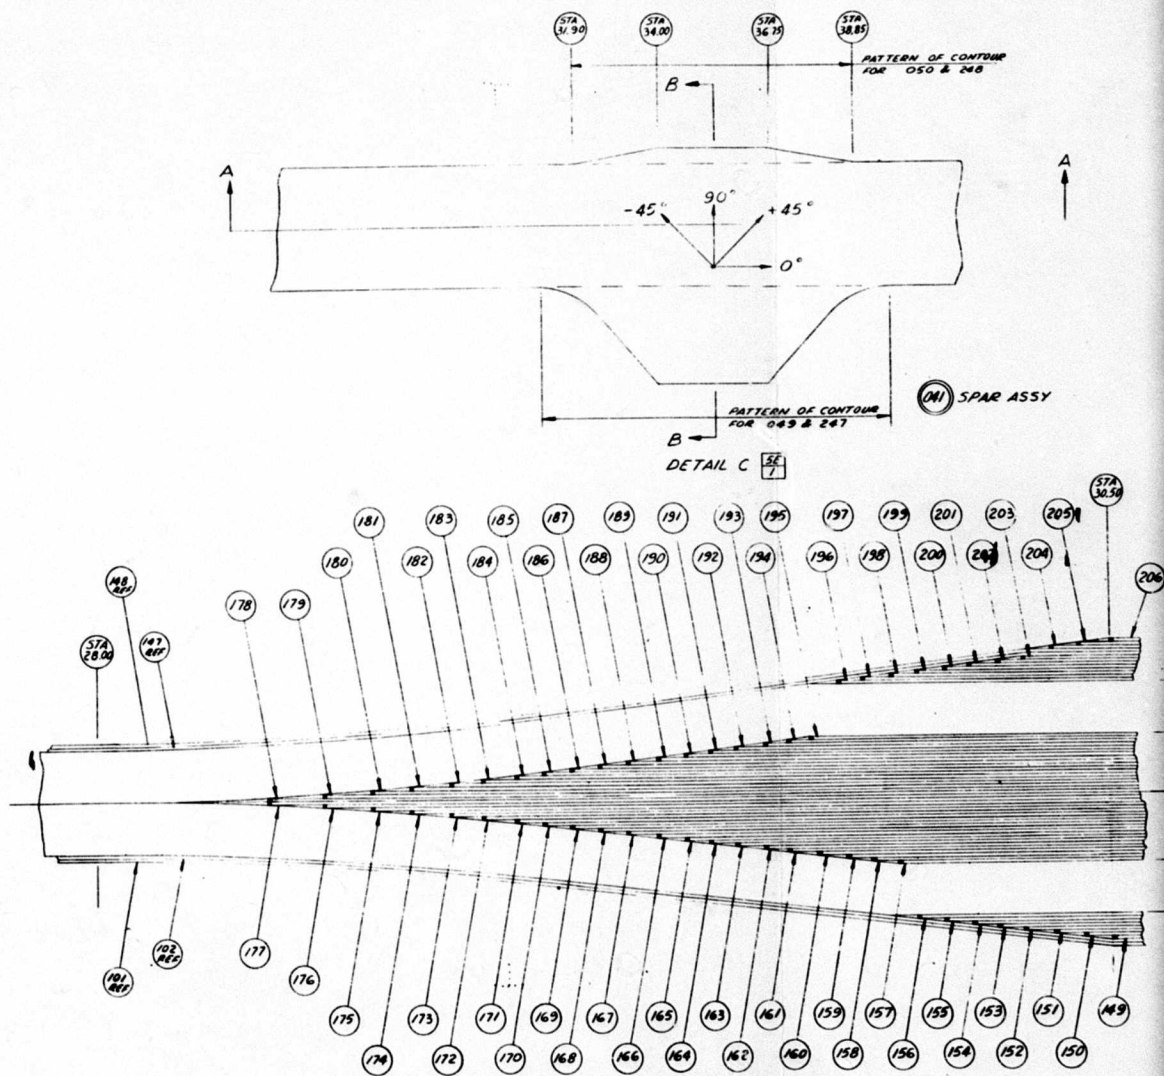 STA 31.90
STA 34.00
STA 36.75
STA 38.85
PATTERN OF CONTOUR
FOR 050 & 248
B
A
A
-45°
90°
+45°
0°
041 SPAR ASSY
PATTERN OF CONTOUR
FOR 049 & 247
B
DETAIL C 5E 1
181 183 185 187 189 191 193 195 197 199 201 203 205
STA 30.50
180 182 184 186 188 190 192 194 196 198 200 202 204
206
148 REF
178 179
STA 28.00
147 REF
101 REF
102 REF
177
176
175 173 171 169 167 165 163 161 159 157 155 153 151 149
174 172 170 168 166 164 162 160 158 156 154 152 150